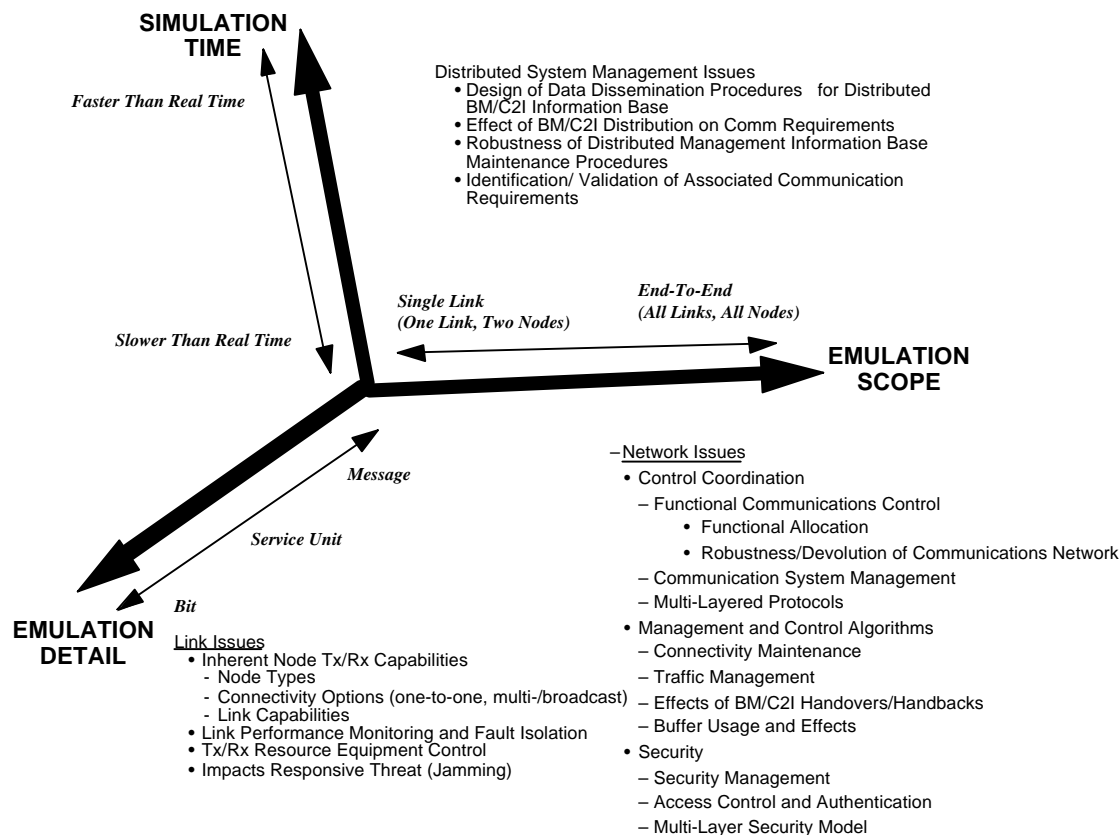 SIMULATION
TIME
Faster Than Real Time
Slower Than Real Time
Distributed System Management Issues
• Design of Data Dissemination Procedures for Distributed
BM/C2I Information Base
• Effect of BM/C2I Distribution on Comm Requirements
• Robustness of Distributed Management Information Base
Maintenance Procedures
• Identification/ Validation of Associated Communication
Requirements
Single Link
(One Link, Two Nodes)
End-To-End
(All Links, All Nodes)
EMULATION
SCOPE
Message
Service Unit
Bit
EMULATION
DETAIL
Link Issues
• Inherent Node Tx/Rx Capabilities
- Node Types
- Connectivity Options (one-to-one, multi-/broadcast)
- Link Capabilities
• Link Performance Monitoring and Fault Isolation
• Tx/Rx Resource Equipment Control
• Impacts Responsive Threat (Jamming)
– Network Issues
• Control Coordination
– Functional Communications Control
• Functional Allocation
• Robustness/Devolution of Communications Network
– Communication System Management
– Multi-Layered Protocols
• Management and Control Algorithms
– Connectivity Maintenance
– Traffic Management
– Effects of BM/C2I Handovers/Handbacks
– Buffer Usage and Effects
• Security
– Security Management
– Access Control and Authentication
– Multi-Layer Security Model